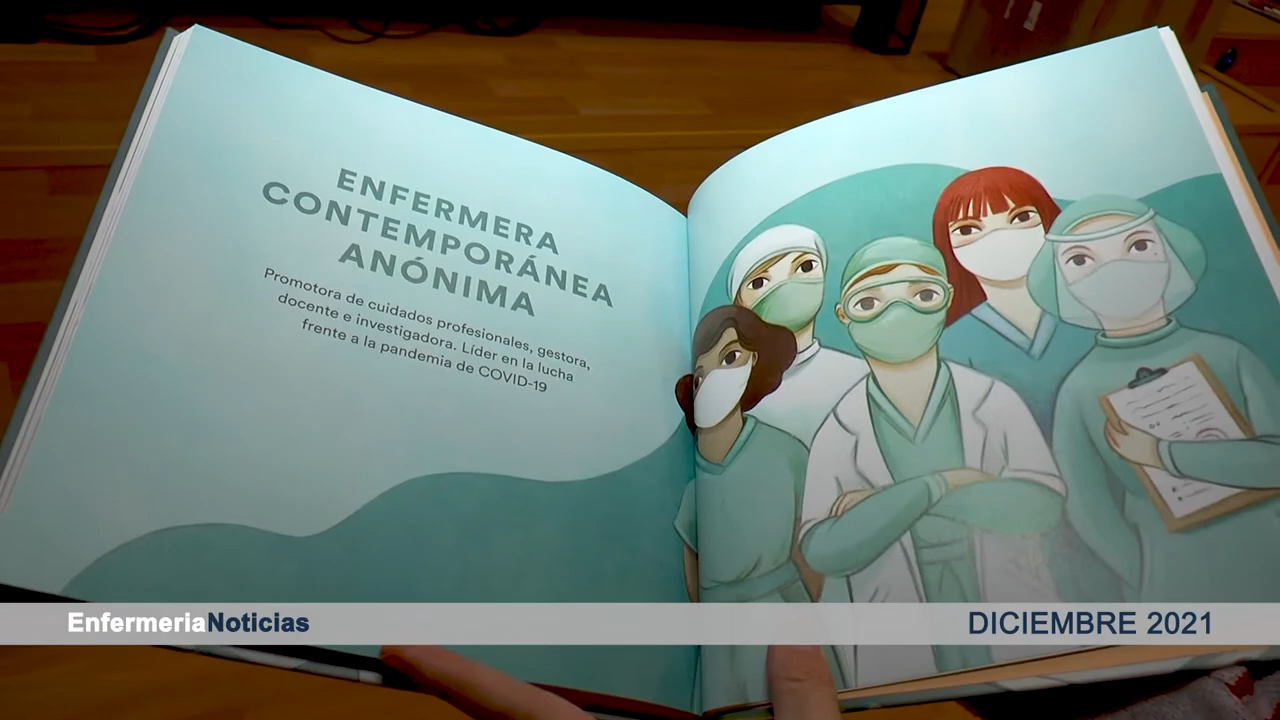 ENFERMERA
CONTEMPORÁNEA
ANÓNIMA
Promotora de cuidados profesionales, gestora,
docente e investigadora. Líder en la lucha
frente a la pandemia de COVID-19
EnfermeriaNoticias
DICIEMBRE 2021